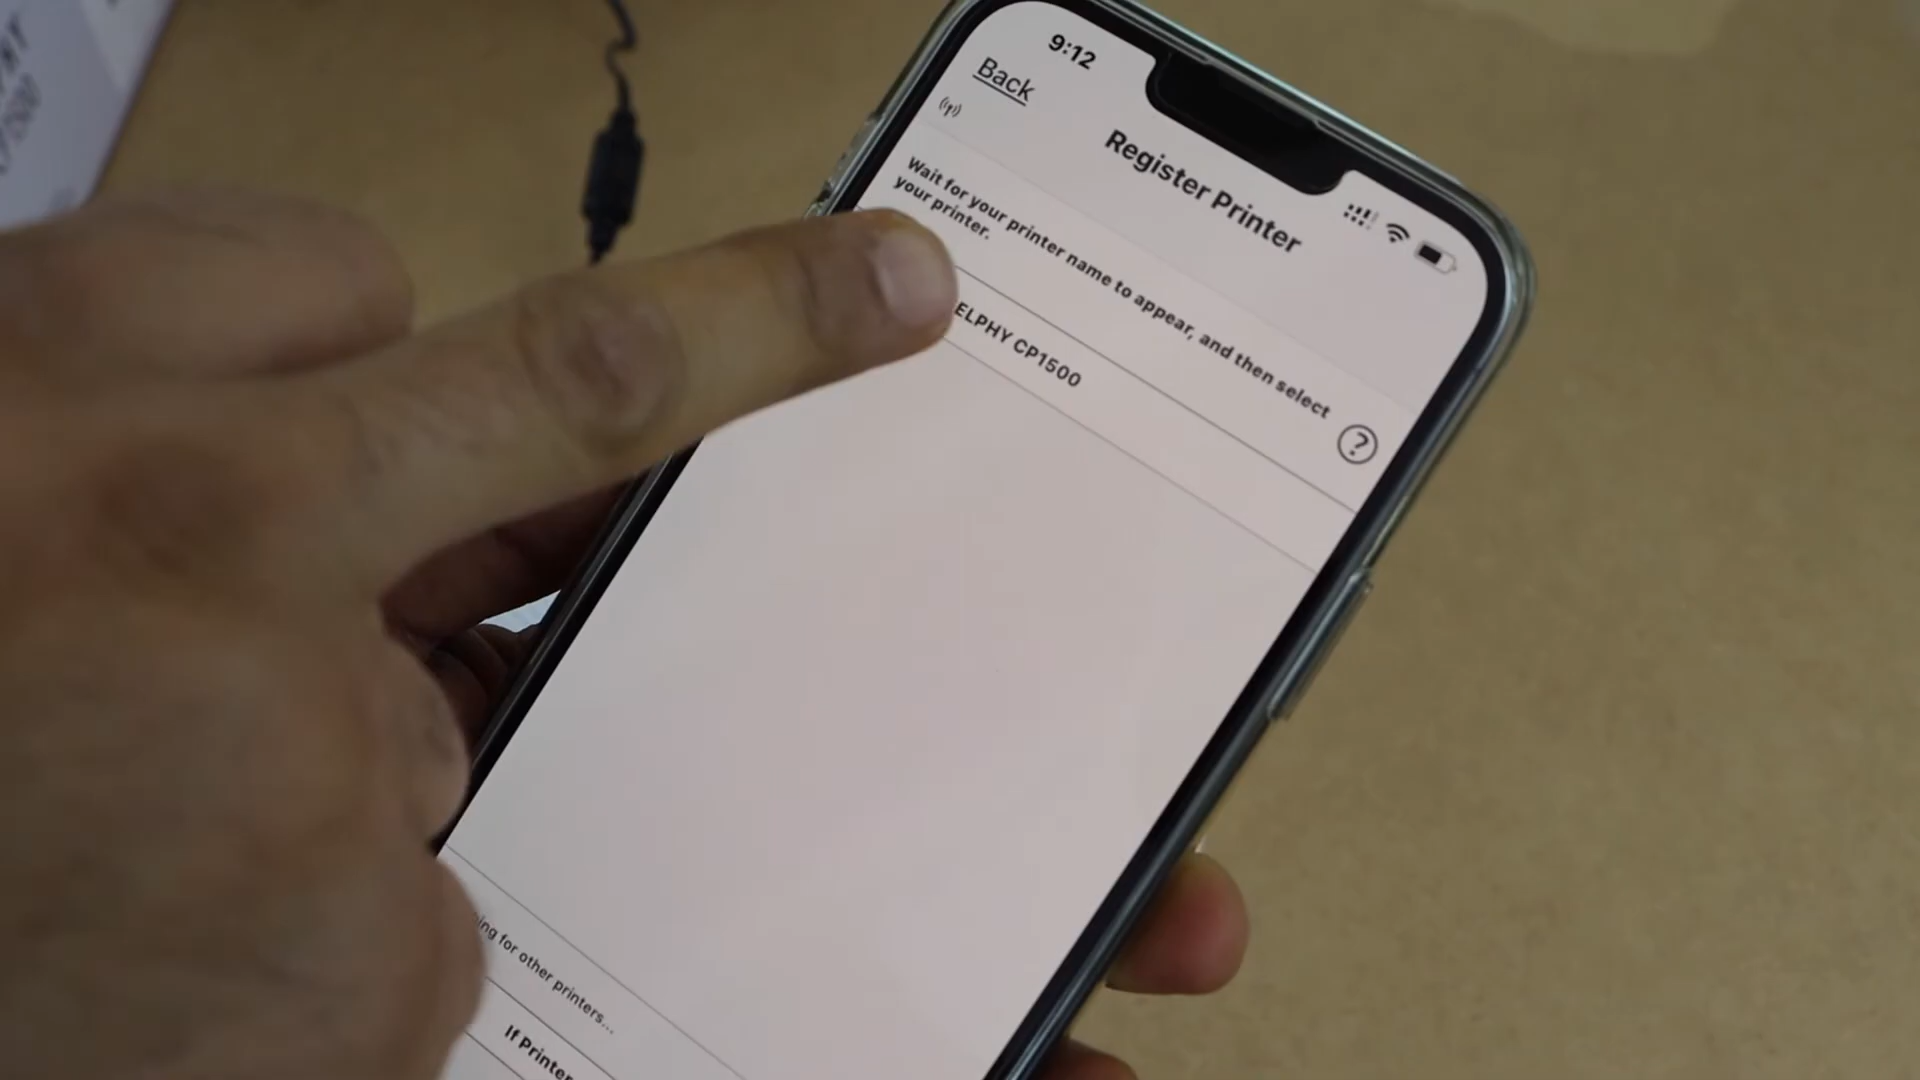 9:12
Back
Register Printer
Wait for your printer name to appear, and then select
your printer.
?
ELPHY CP1500
ing for other printers...
If Printer